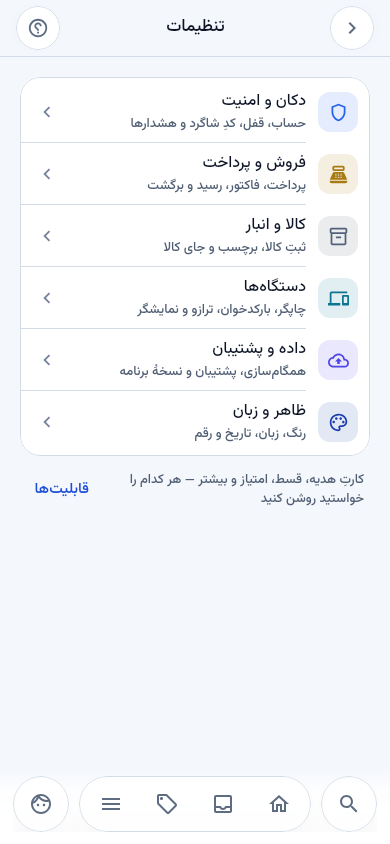 تنظیمات
دکان و امنیت
حساب، قفل، کدِ شاگرد و هشدارها
فروش و پرداخت
پرداخت، فاکتور، رسید و برگشت
کالا و انبار
ثبتِ کالا، برچسب و جای کالا
دستگاه‌ها
چاپگر، بارکدخوان، ترازو و نمایشگر
داده و پشتیبان
همگام‌سازی، پشتیبان و نسخهٔ برنامه
ظاهر و زبان
رنگ، زبان، تاریخ و رقم
کارتِ هدیه، قسط، امتیاز و بیشتر — هر کدام را
خواستید روشن کنید
قابلیت‌ها